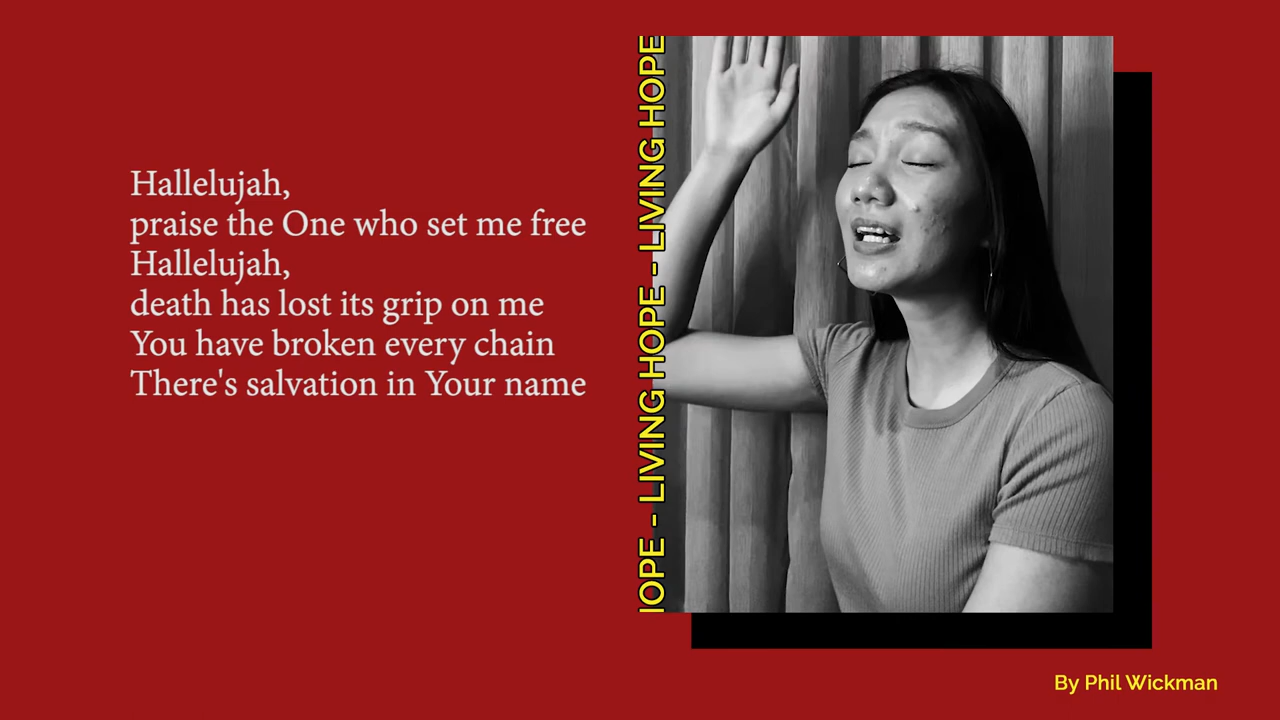 Hallelujah,
praise the One who set me free
Hallelujah,
death has lost its grip on me
You have broken every chain
There's salvation in Your name
IOPE - LIVING HOPE - LIVING HOPE
By Phil Wickman